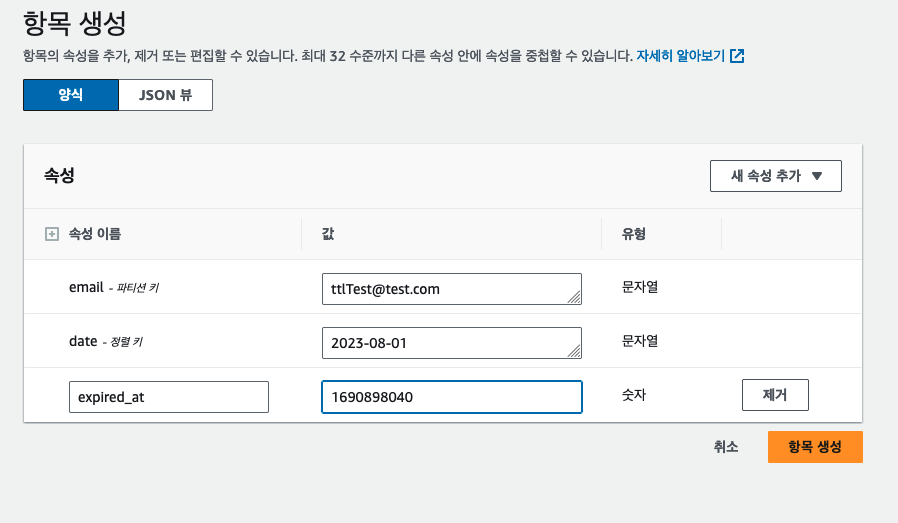 항목 생성
항목의 속성을 추가, 제거 또는 편집할 수 있습니다. 최대 32 수준까지 다른 속성 안에 속성을 중첩할 수 있습니다. 자세히 알아보기
양식 JSON 뷰
속성 새 속성 추가 ▼
속성 이름 값 유형
email - 파티션 키 ttlTest@test.com 문자열
date - 정렬 키 2023-08-01 문자열
expired_at 1690898040 숫자 제거
취소 항목 생성